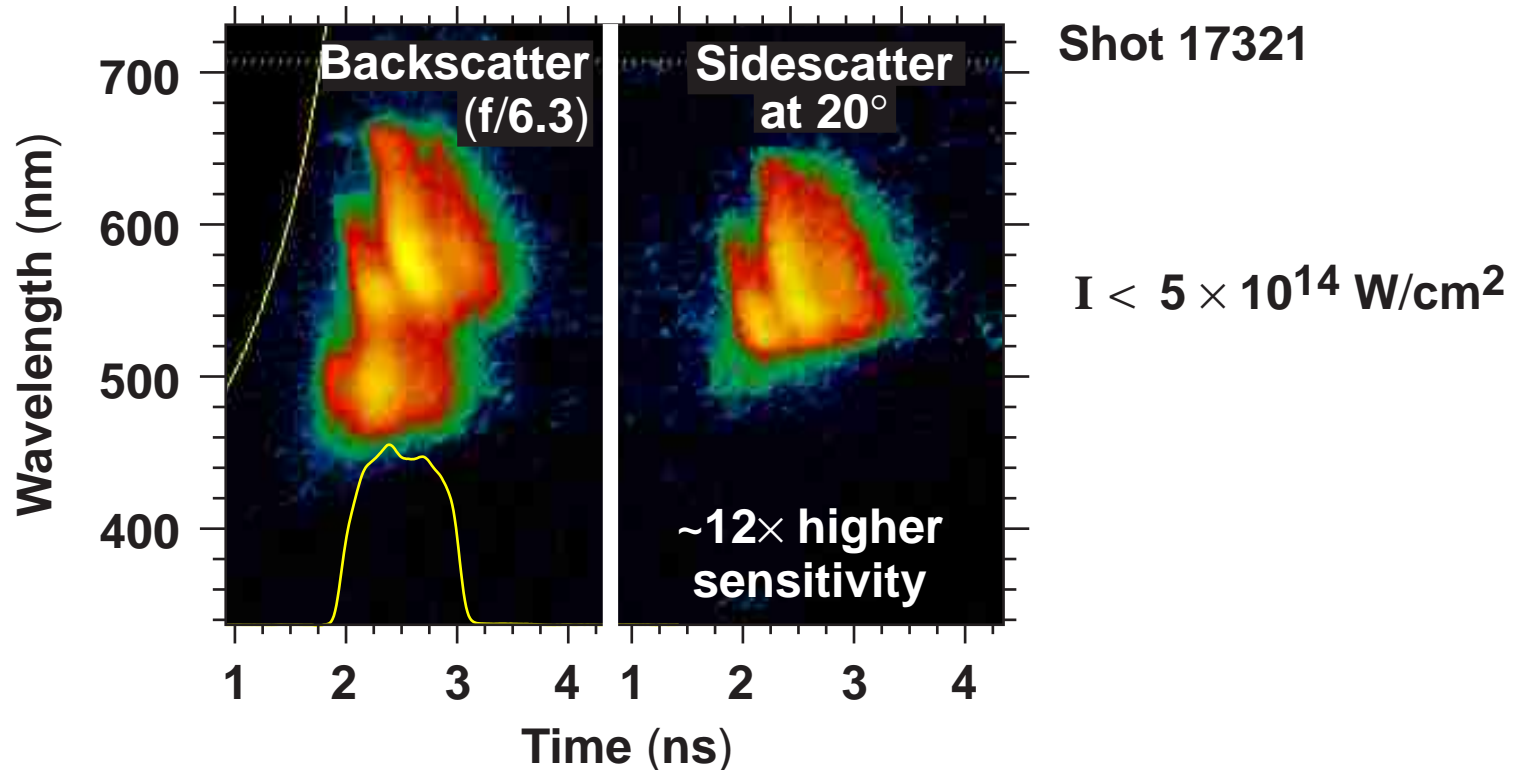 Shot 17321
Backscatter
(f/6.3)
Sidescatter
at 20°
I < 5 × 10¹⁴ W/cm²
~12× higher
sensitivity
Wavelength (nm)
700
600
500
400
1 2 3 4 1 2 3 4
Time (ns)